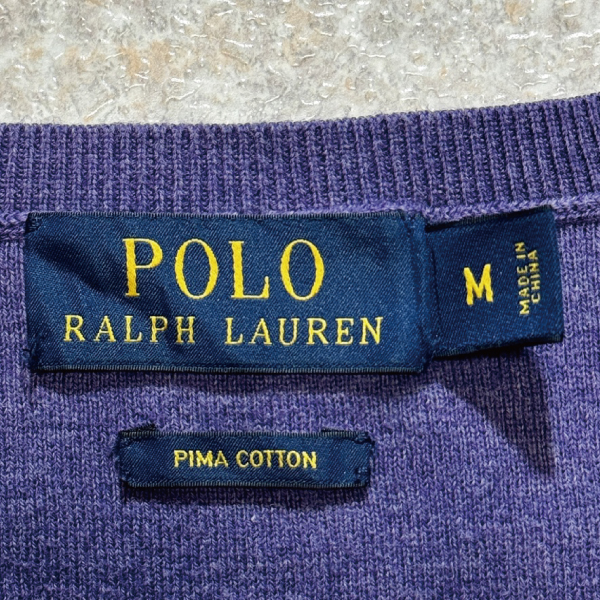 POLO
RALPH LAUREN
M
MADE IN
CHINA
PIMA COTTON